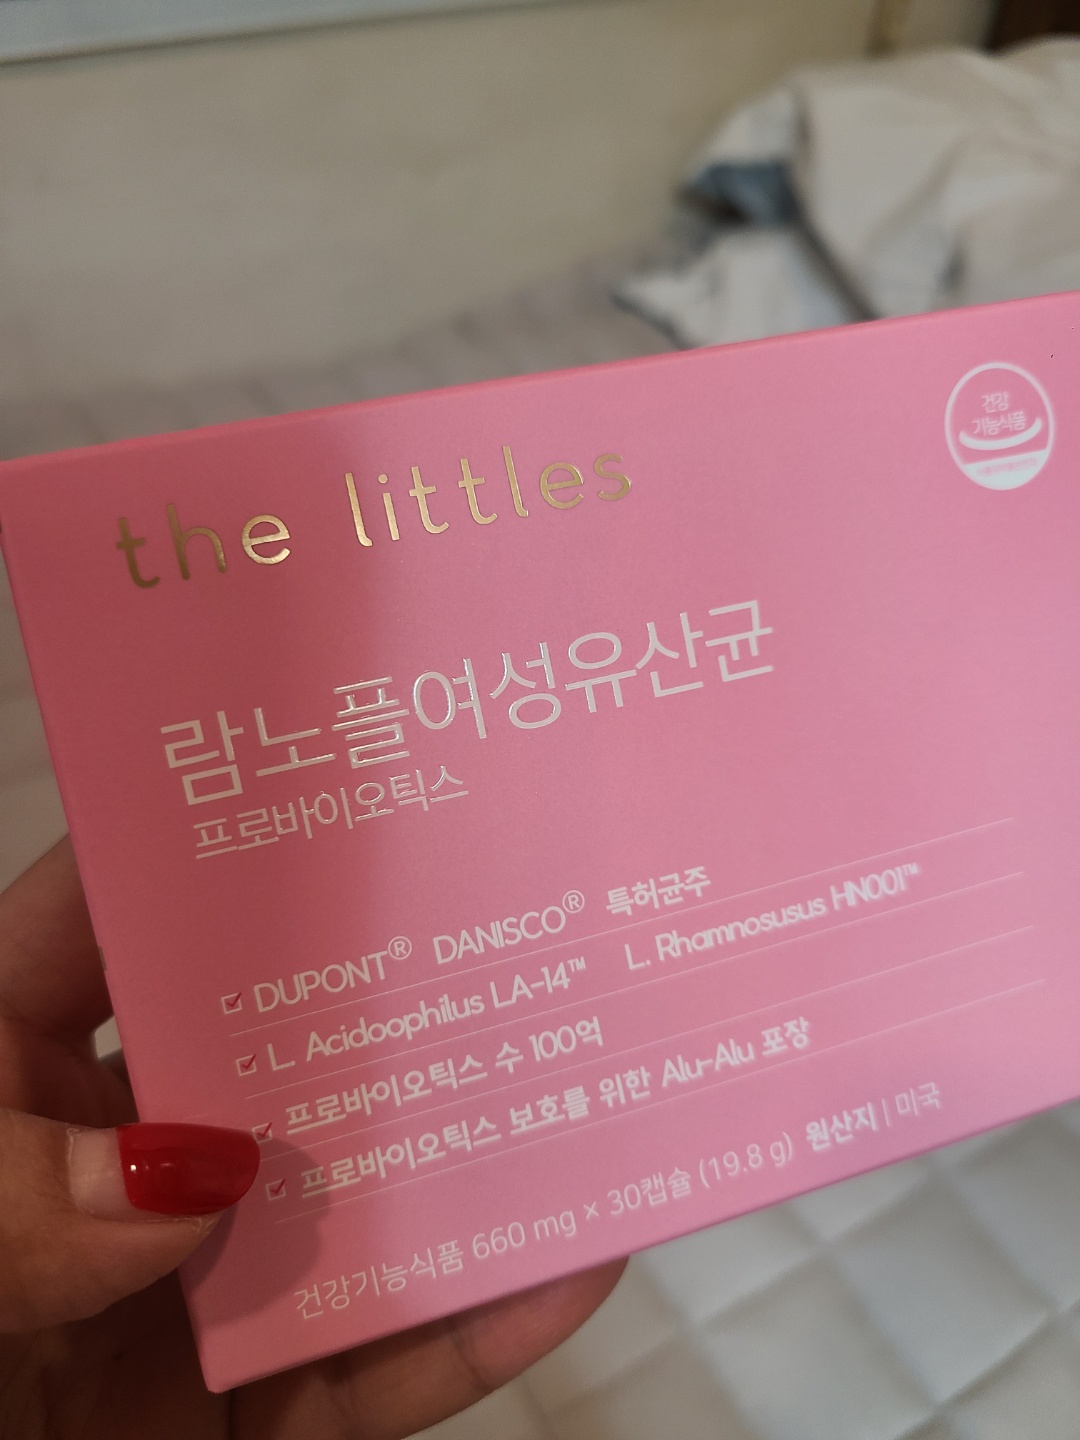 the littles
건강
기능식품
람노플여성유산균
프로바이오틱스
DUPONT® DANISCO® 특허균주
L. Acidoophilus LA-14™ L. Rhamnosusus HN001™
프로바이오틱스 수 100억
프로바이오틱스 보호를 위한 Alu-Alu 포장
건강기능식품 660 mg × 30캡슐 (19.8 g) 원산지 | 미국